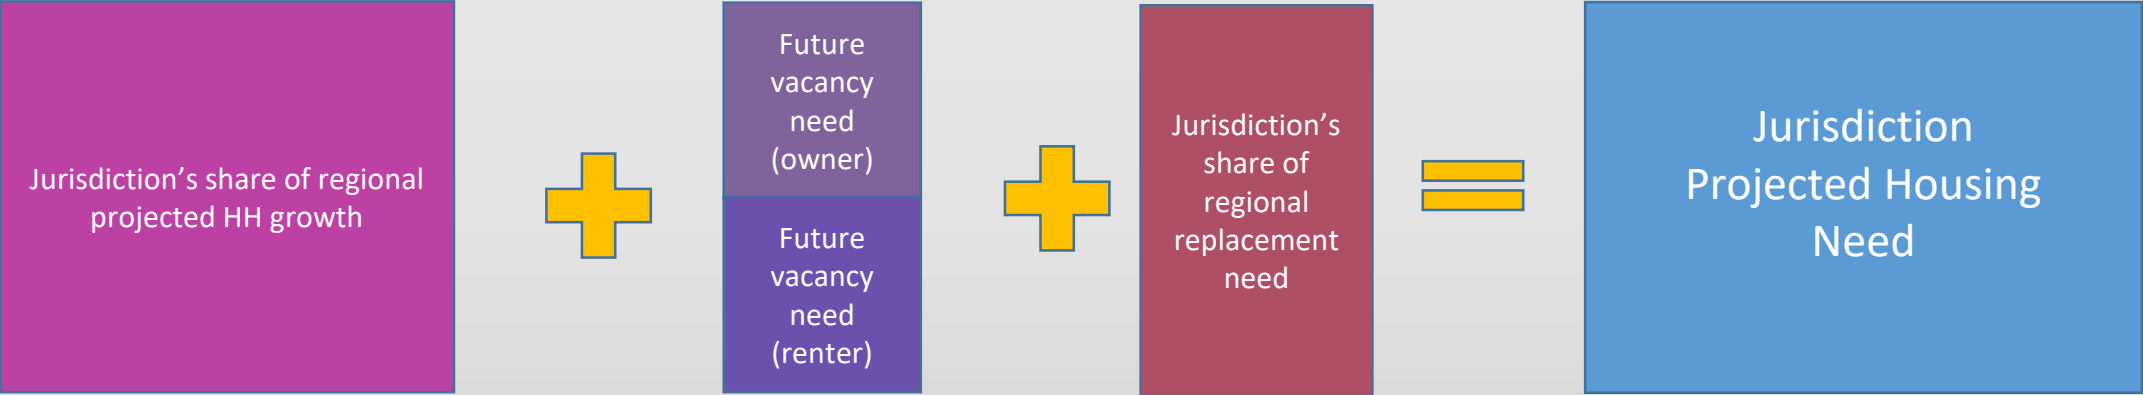 Jurisdiction’s share of regional
projected HH growth
Future
vacancy
need
(owner)
Future
vacancy
need
(renter)
Jurisdiction’s
share of
regional
replacement
need
Jurisdiction
Projected Housing
Need